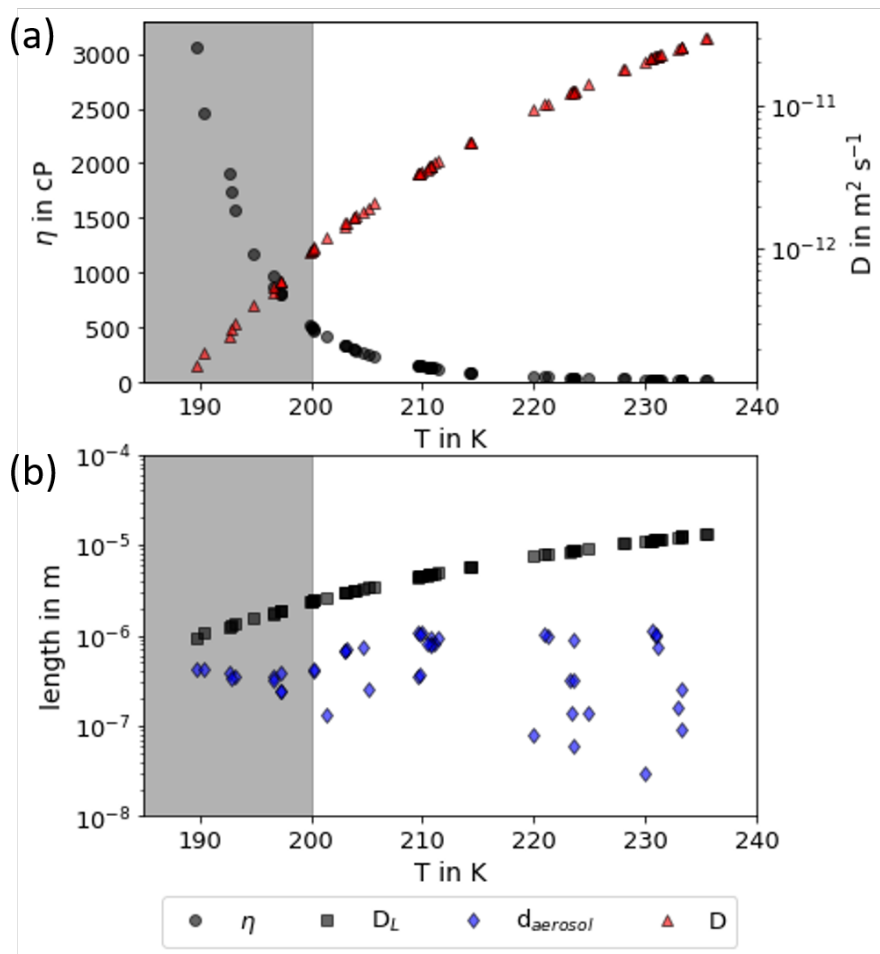 (a)
3000
2500
2000
1500
1000
500
0
η in cP
10⁻¹¹
10⁻¹²
D in m² s⁻¹
190 200 210 220 230 240
T in K
(b)
10⁻⁴
10⁻⁵
10⁻⁶
10⁻⁷
10⁻⁸
length in m
190 200 210 220 230 240
T in K
η D_L d_aerosol D